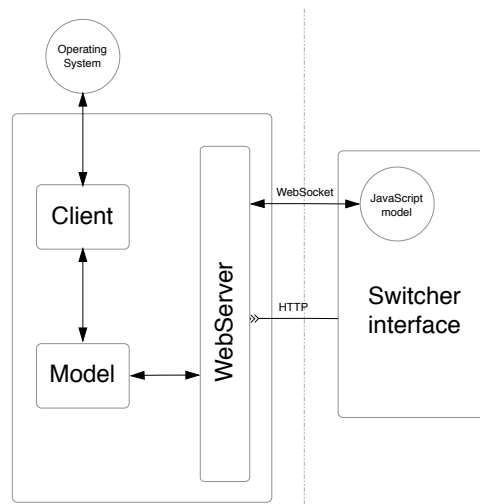 Operating
System
Client
WebSocket
JavaScript
model
WebServer
HTTP
Switcher
interface
Model